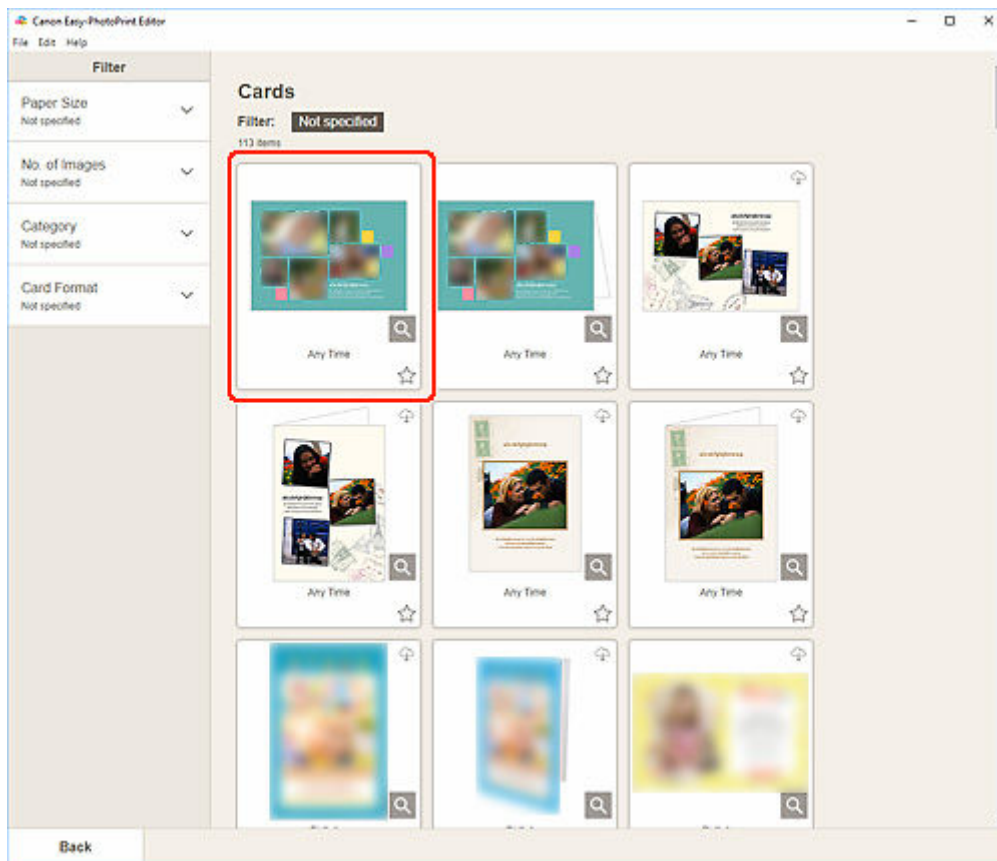 Canon Easy-PhotoPrint Editor
File Edit Help
Filter
Paper Size
Not specified
No. of Images
Not specified
Category
Not specified
Card Format
Not specified
Cards
Filter: Not specified
113 items
Any Time
Any Time
Any Time
Any Time
Any Time
Any Time
Back